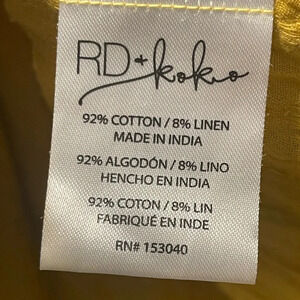 RD+koko
92% COTTON / 8% LINEN
MADE IN INDIA
92% ALGODÓN / 8% LINO
HENCHO EN INDIA
92% COTON / 8% LIN
FABRIQUÉ EN INDE
RN# 153040